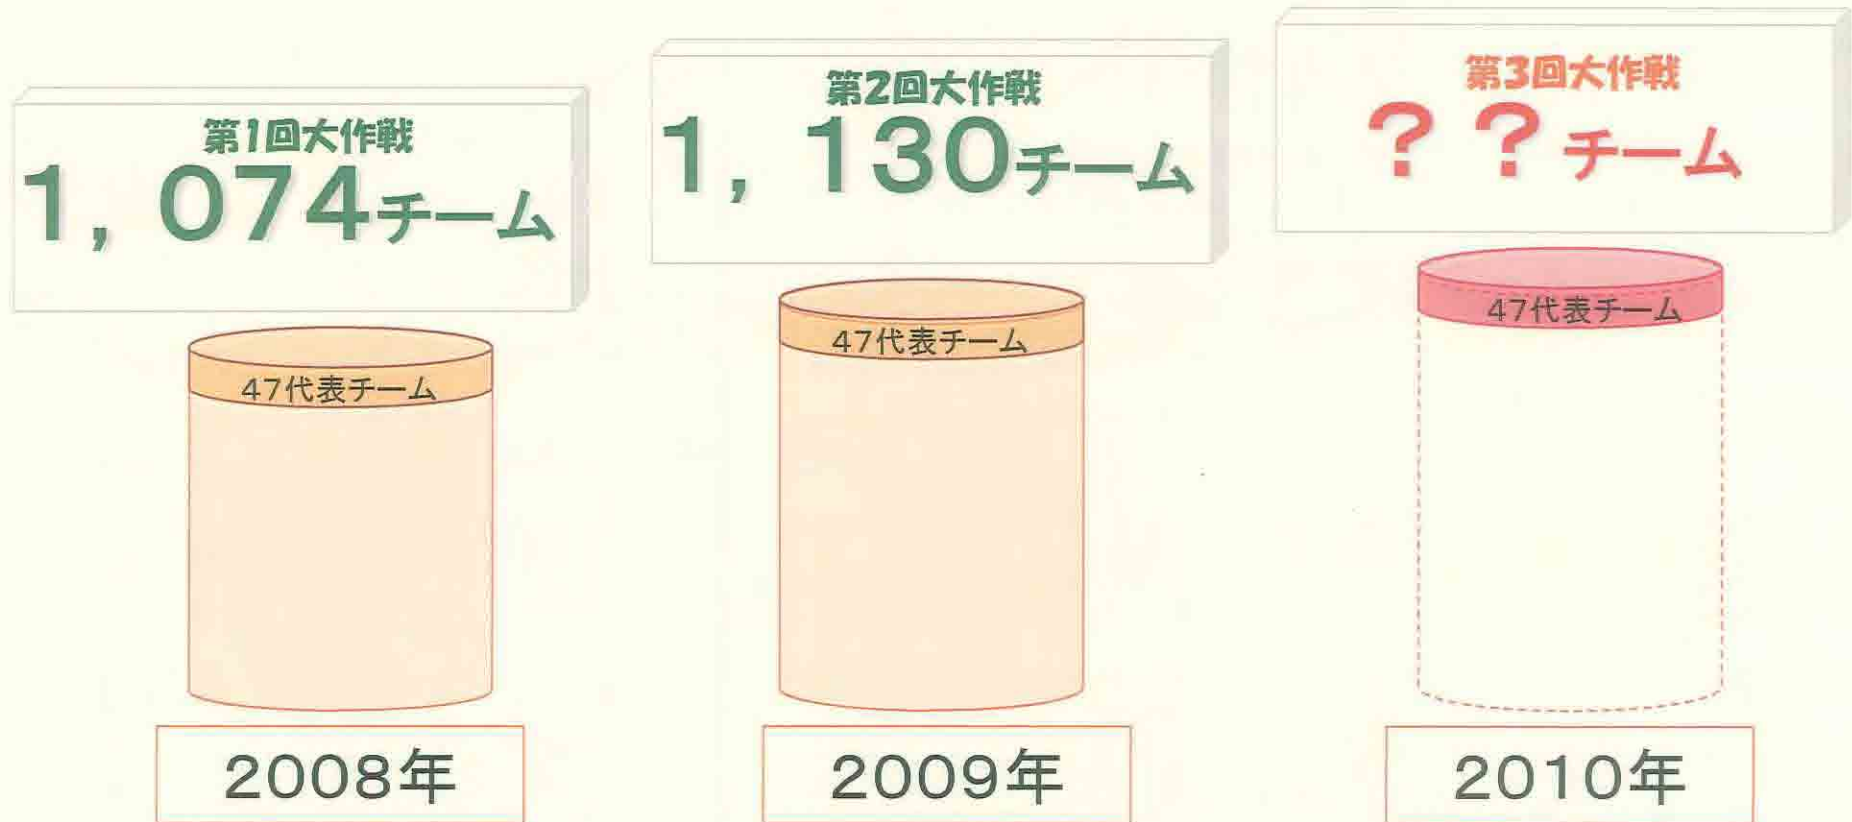 第1回大作戦
1,074チーム
47代表チーム
2008年
第2回大作戦
1,130チーム
47代表チーム
2009年
第3回大作戦
??チーム
47代表チーム
2010年